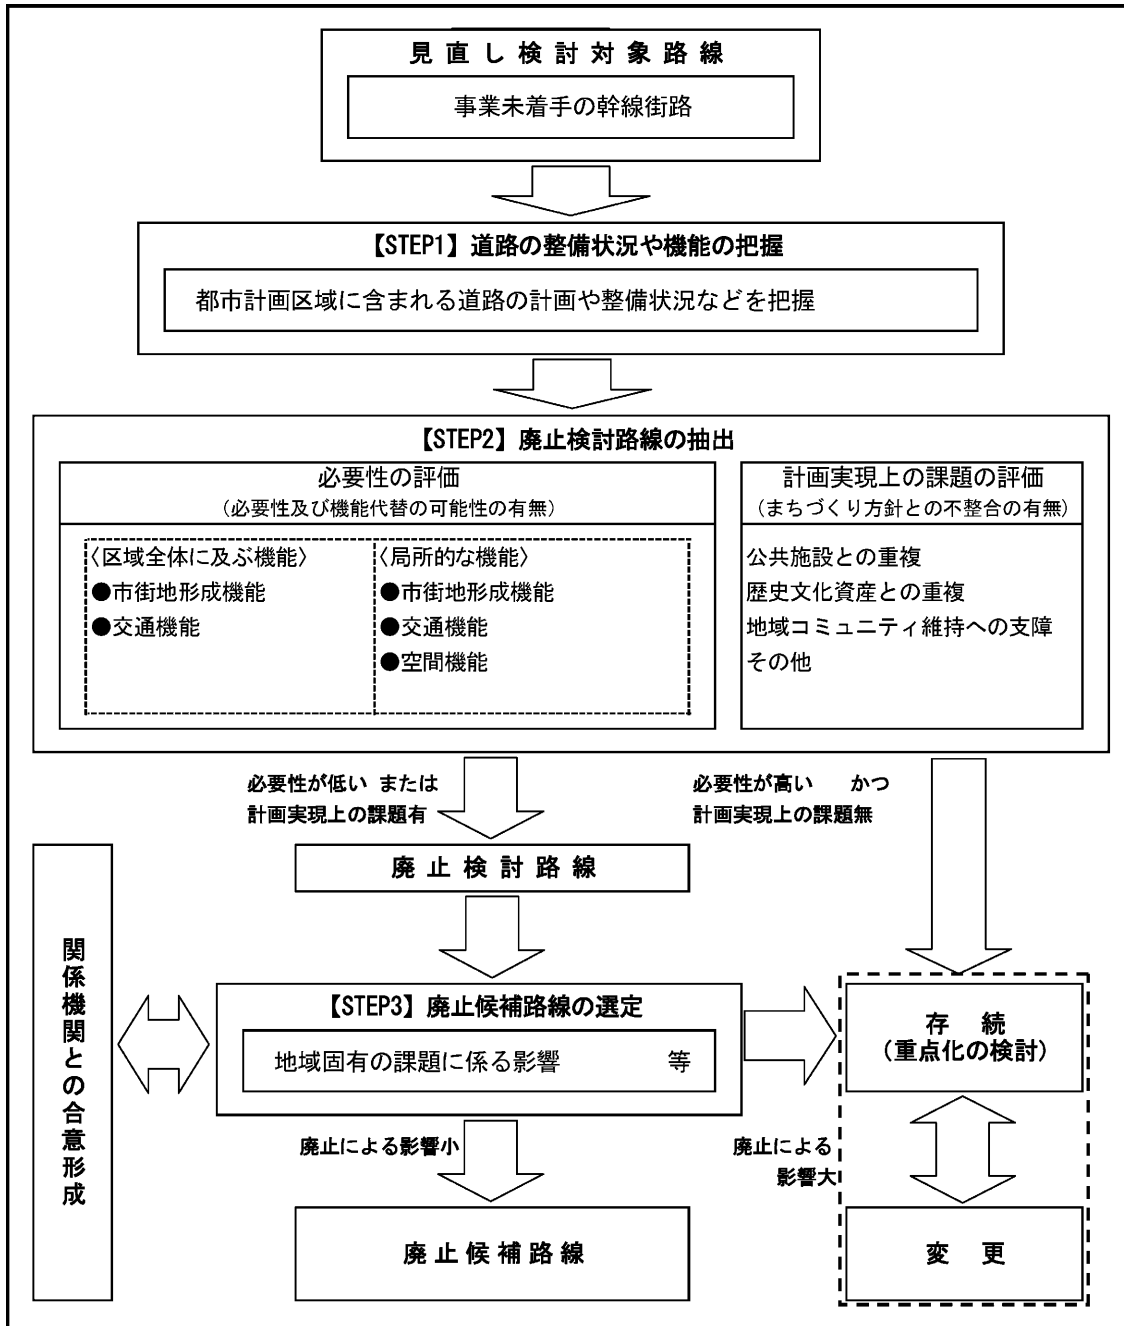 見直し検討対象路線
事業未着手の幹線街路
【STEP1】道路の整備状況や機能の把握
都市計画区域に含まれる道路の計画や整備状況などを把握
【STEP2】廃止検討路線の抽出
必要性の評価
(必要性及び機能代替の可能性の有無)
〈区域全体に及ぶ機能〉
●市街地形成機能
●交通機能
〈局所的な機能〉
●市街地形成機能
●交通機能
●空間機能
計画実現上の課題の評価
(まちづくり方針との不整合の有無)
公共施設との重複
歴史文化資産との重複
地域コミュニティ維持への支障
その他
必要性が低い または
計画実現上の課題有
必要性が高い かつ
計画実現上の課題無
廃止検討路線
関係機関との合意形成
【STEP3】廃止候補路線の選定
地域固有の課題に係る影響 等
存続
(重点化の検討)
廃止による影響小
廃止による
影響大
廃止候補路線
変更